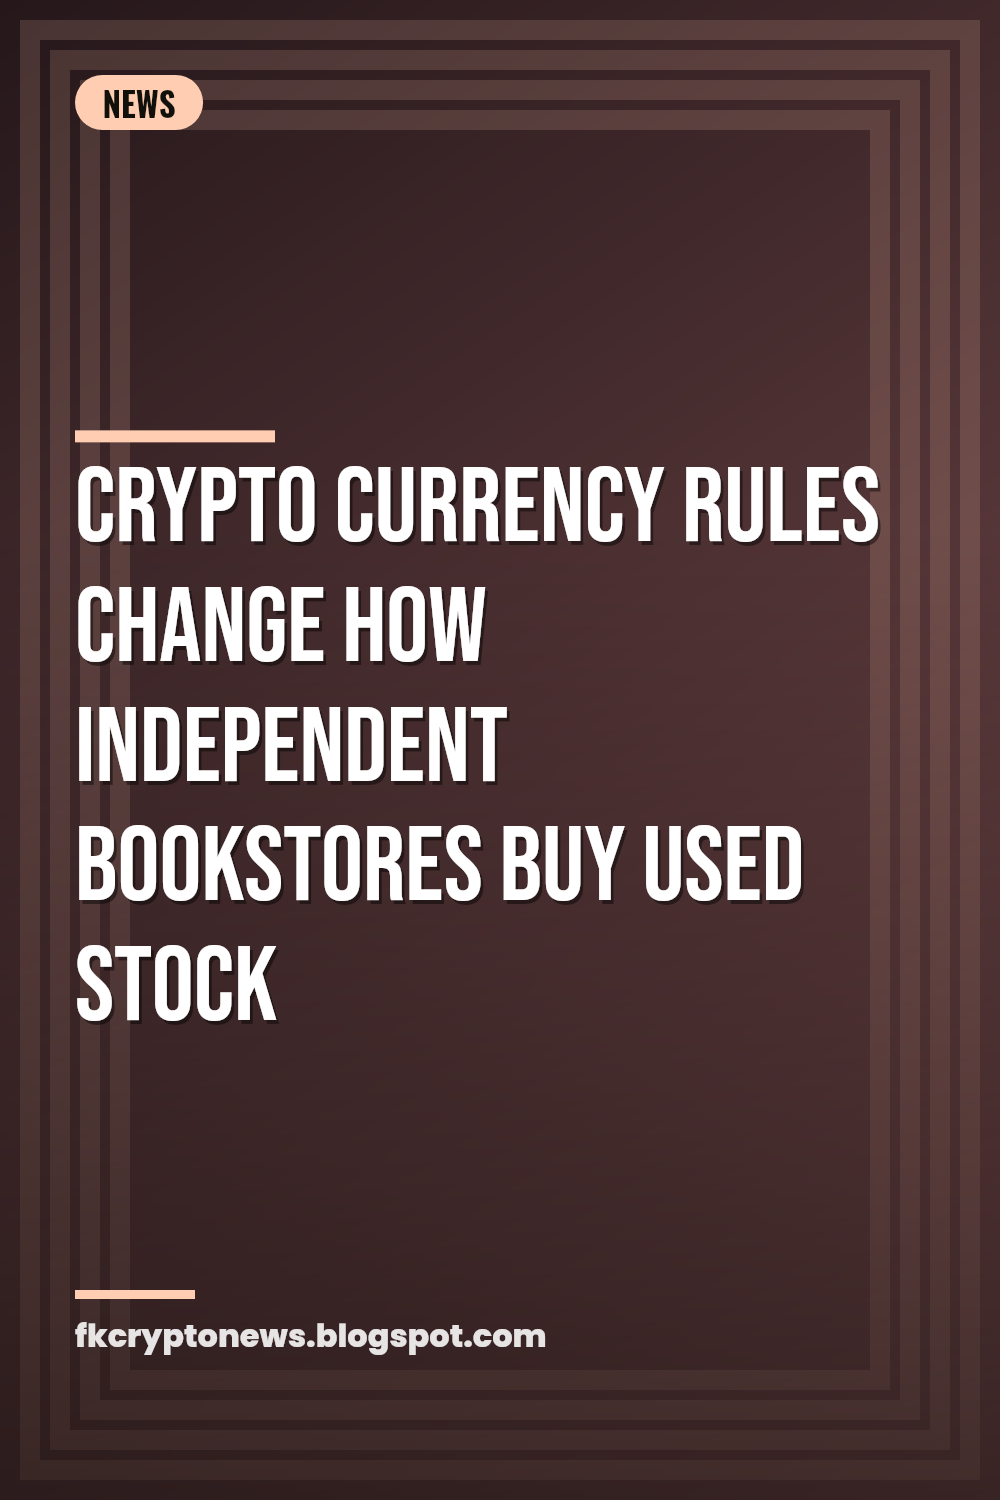 NEWS
CRYPTO CURRENCY RULES
CHANGE HOW
INDEPENDENT
BOOKSTORES BUY USED
STOCK
fkcryptonews.blogspot.com